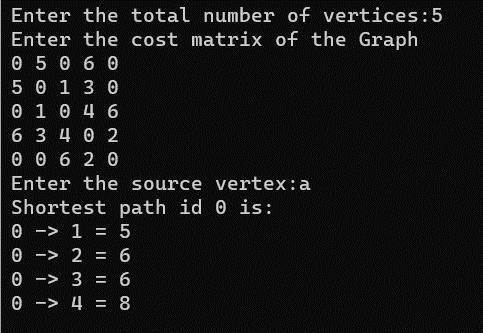 Enter the total number of vertices:5
Enter the cost matrix of the Graph
0 5 0 6 0
5 0 1 3 0
0 1 0 4 6
6 3 4 0 2
0 0 6 2 0
Enter the source vertex:a
Shortest path id 0 is:
0 -> 1 = 5
0 -> 2 = 6
0 -> 3 = 6
0 -> 4 = 8